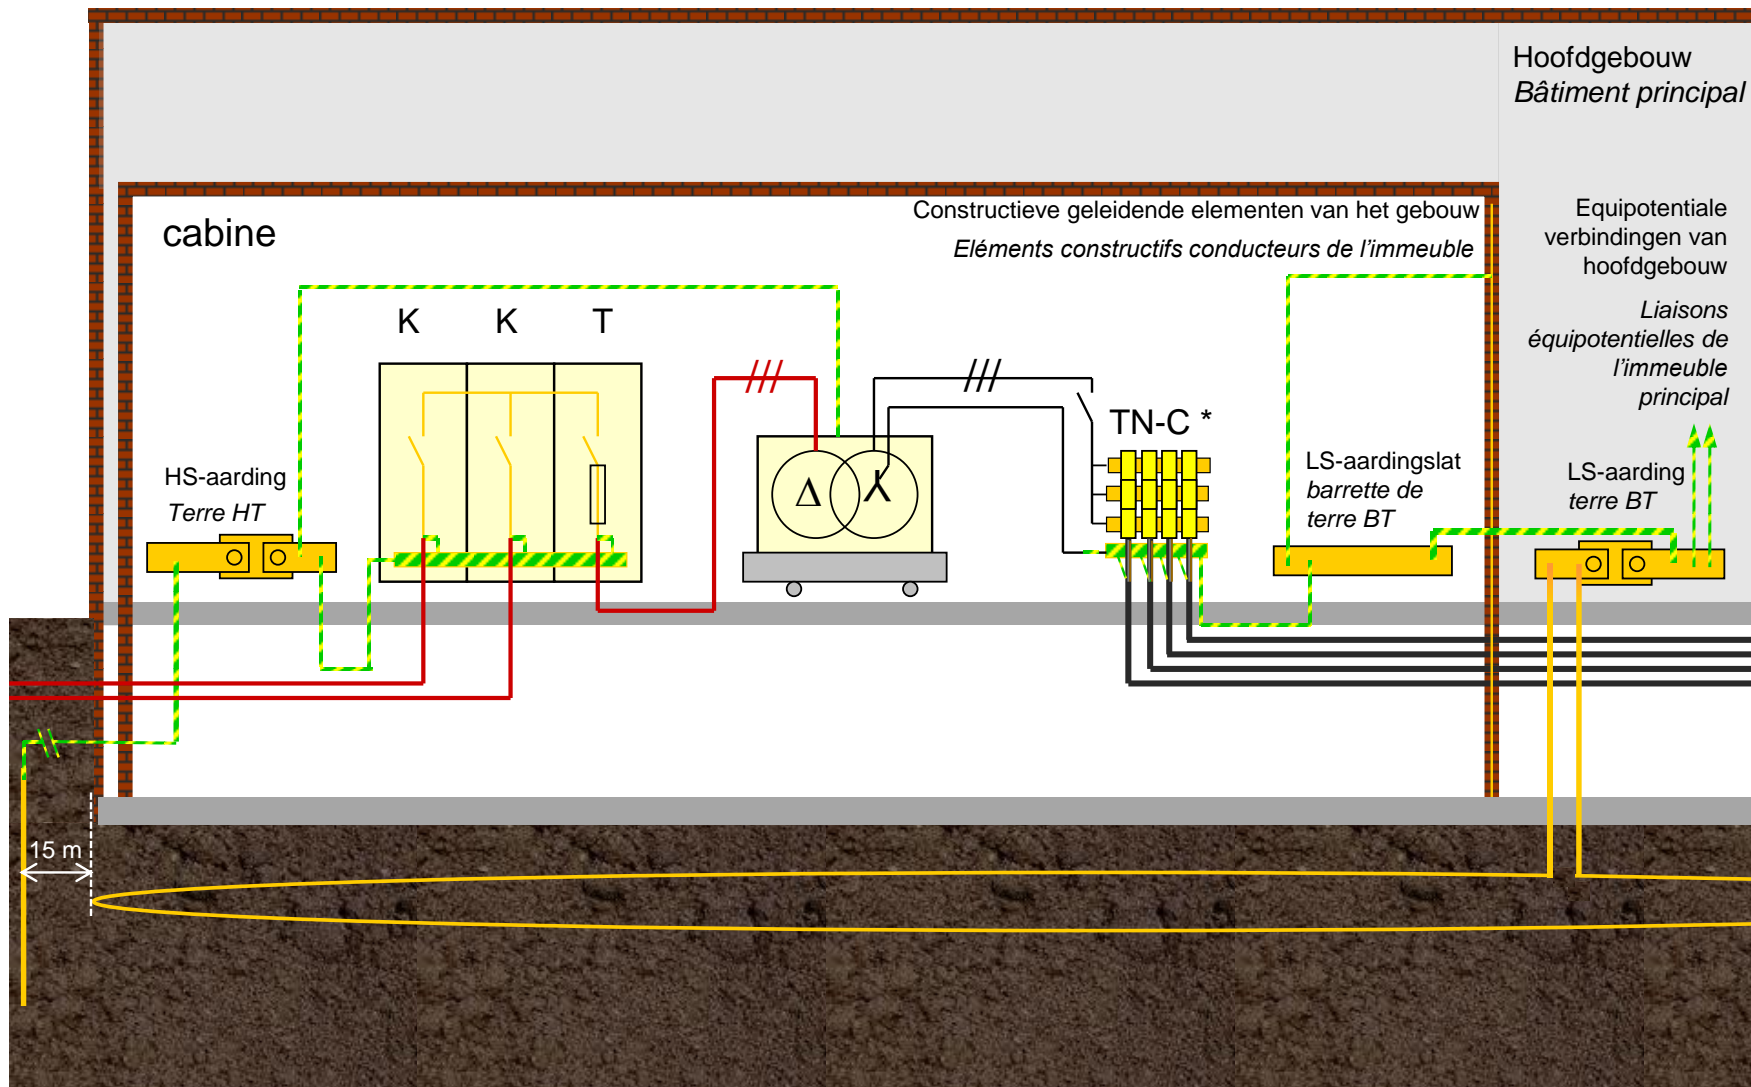 Hoofdgebouw
Bâtiment principal
cabine
Constructieve geleidende elementen van het gebouw
Eléments constructifs conducteurs de l'immeuble
Equipotentiale
verbindingen van
hoofdgebouw
Liaisons
équipotentielles de
l'immeuble
principal
K K T
TN-C *
HS-aarding
Terre HT
Δ
LS-aardingslat
barrette de
terre BT
LS-aarding
terre BT
15 m